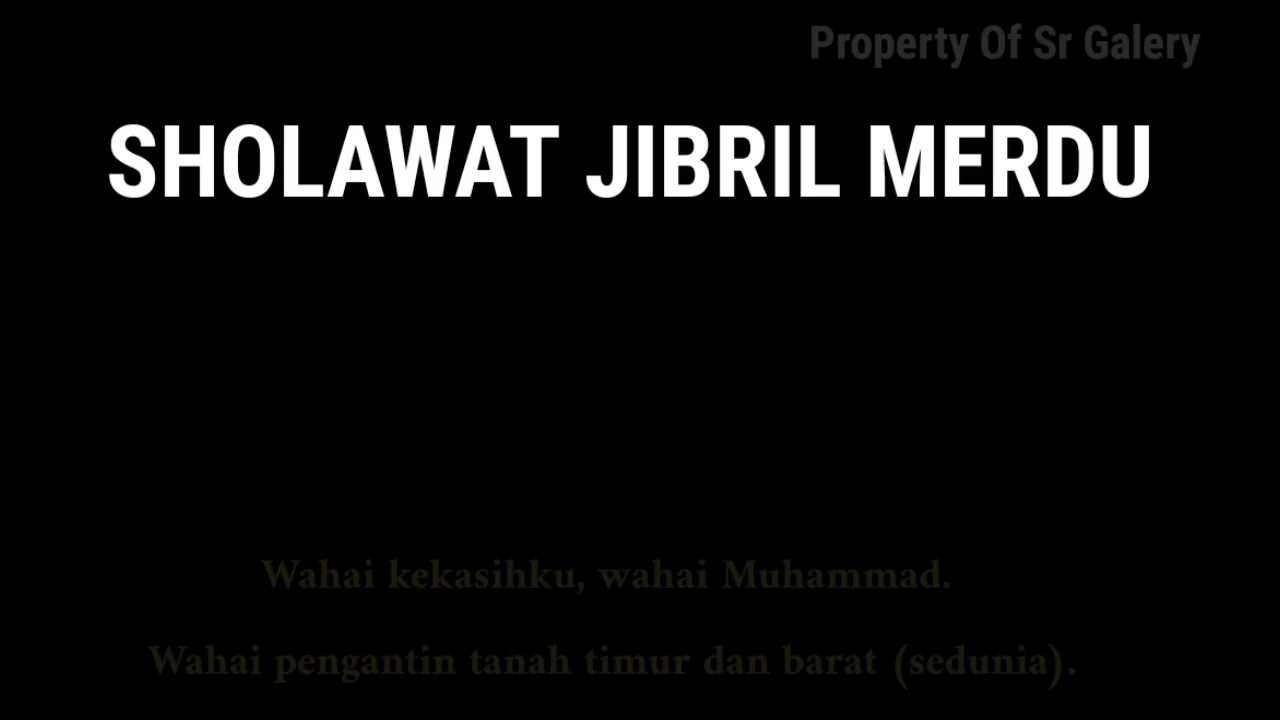 Property Of Sr Galery
SHOLAWAT JIBRIL MERDU
Wahai kekasihku, wahai Muhammad.
Wahai pengantin tanah timur dan barat (sedunia).